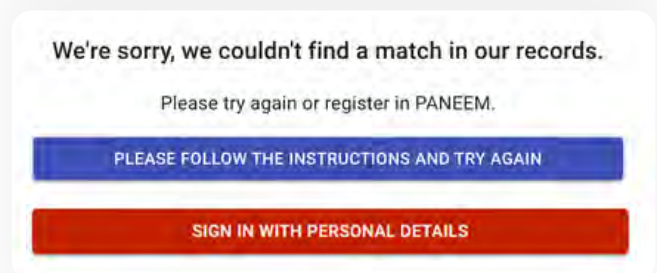 We're sorry, we couldn't find a match in our records.
Please try again or register in PANEEM.
PLEASE FOLLOW THE INSTRUCTIONS AND TRY AGAIN
SIGN IN WITH PERSONAL DETAILS